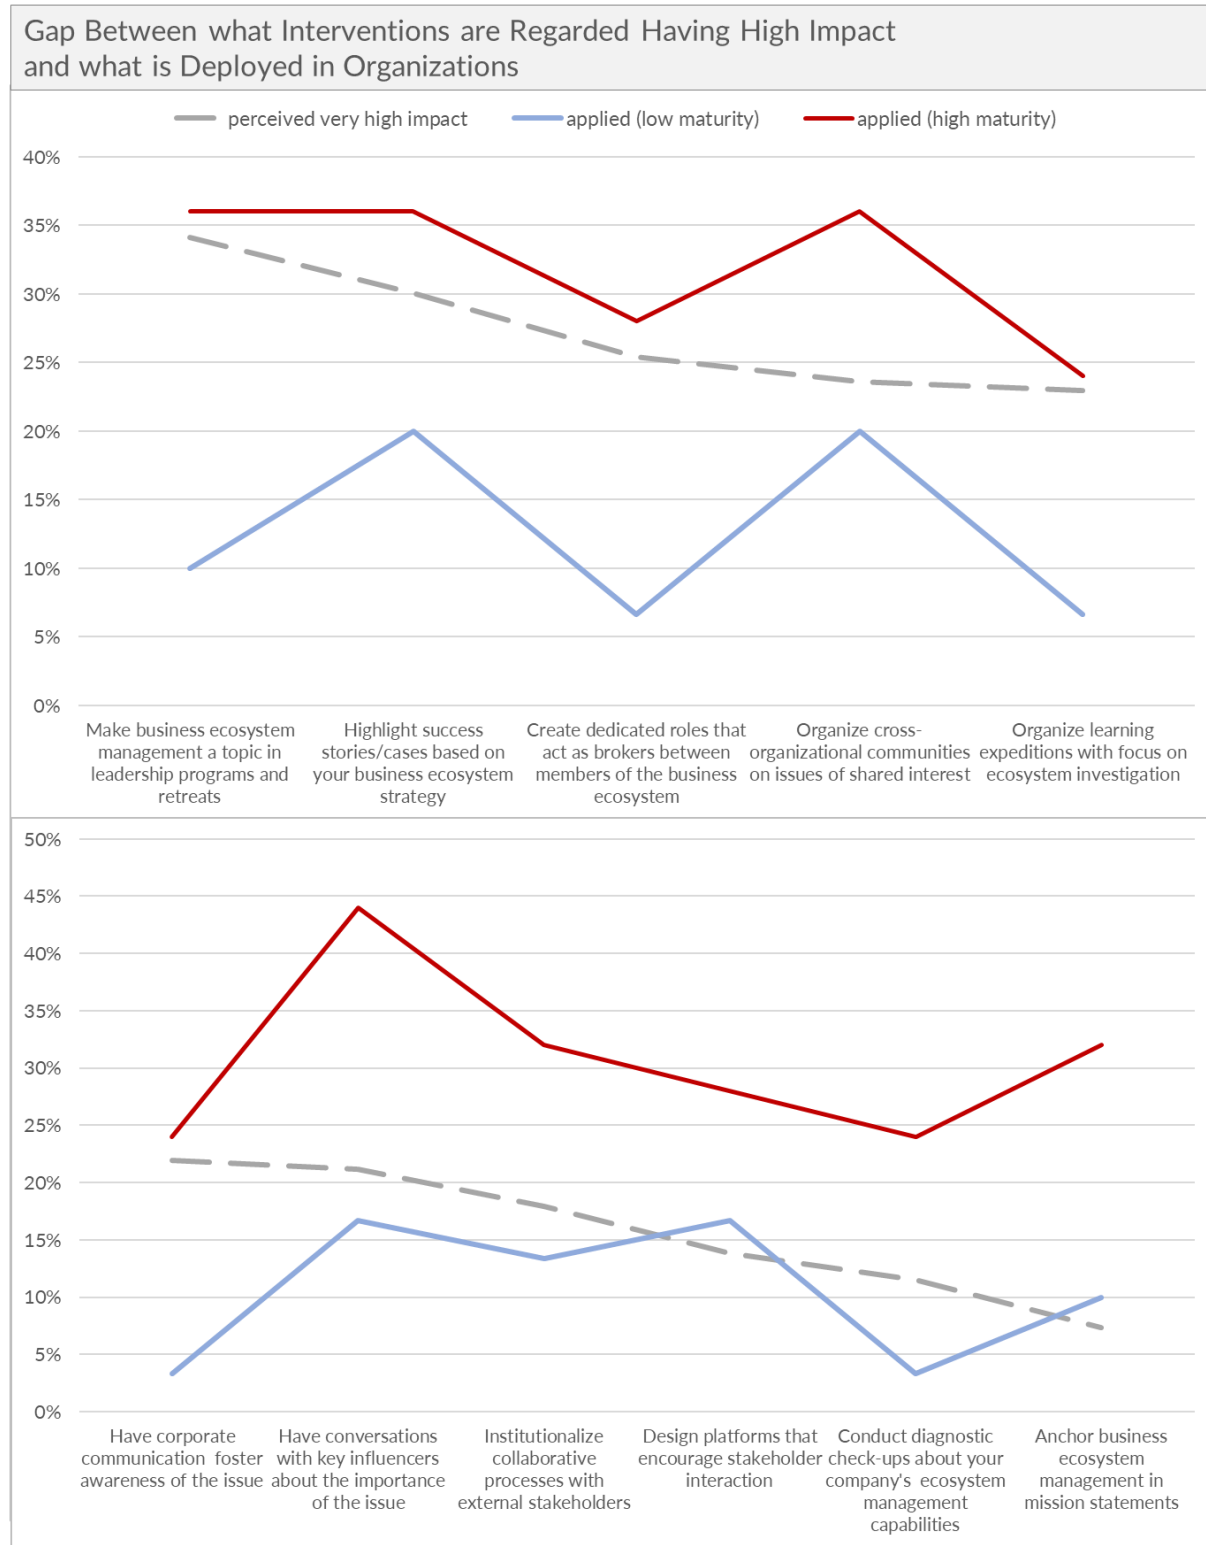 Gap Between what Interventions are Regarded Having High Impact
and what is Deployed in Organizations
perceived very high impact
applied (low maturity)
applied (high maturity)
40%
35%
30%
25%
20%
15%
10%
5%
0%
Make business ecosystem
management a topic in
leadership programs and
retreats
Highlight success
stories/cases based on
your business ecosystem
strategy
Create dedicated roles that
act as brokers between
members of the business
ecosystem
Organize cross-
organizational communities
on issues of shared interest
Organize learning
expeditions with focus on
ecosystem investigation
50%
45%
40%
35%
30%
25%
20%
15%
10%
5%
0%
Have corporate
communication foster
awareness of the issue
Have conversations
with key influencers
about the importance
of the issue
Institutionalize
collaborative
processes with
external stakeholders
Design platforms that
encourage stakeholder
interaction
Conduct diagnostic
check-ups about your
company's ecosystem
management
capabilities
Anchor business
ecosystem
management in
mission statements